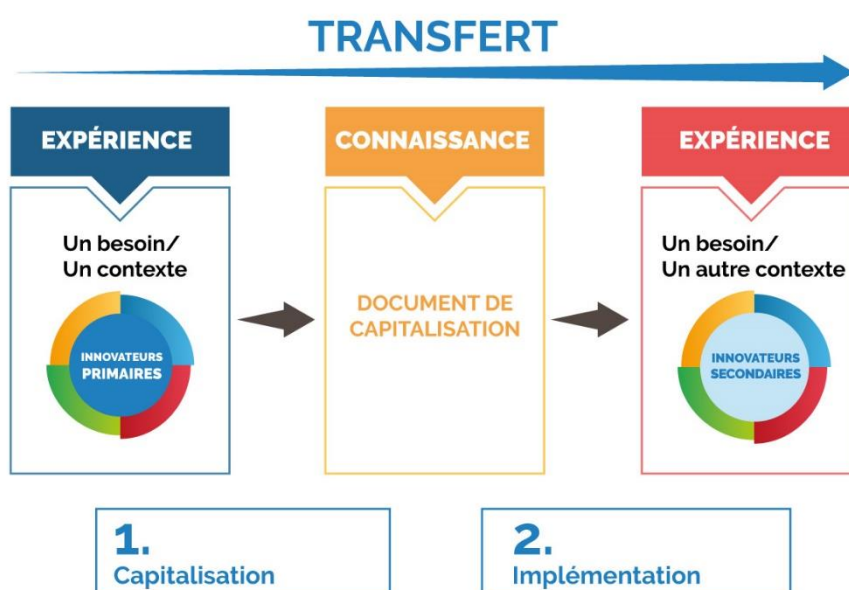 TRANSFERT
EXPÉRIENCE
CONNAISSANCE
EXPÉRIENCE
Un besoin/
Un contexte
INNOVATEURS
PRIMAIRES
DOCUMENT DE
CAPITALISATION
Un besoin/
Un autre contexte
INNOVATEURS
SECONDAIRES
1.
Capitalisation
2.
Implémentation